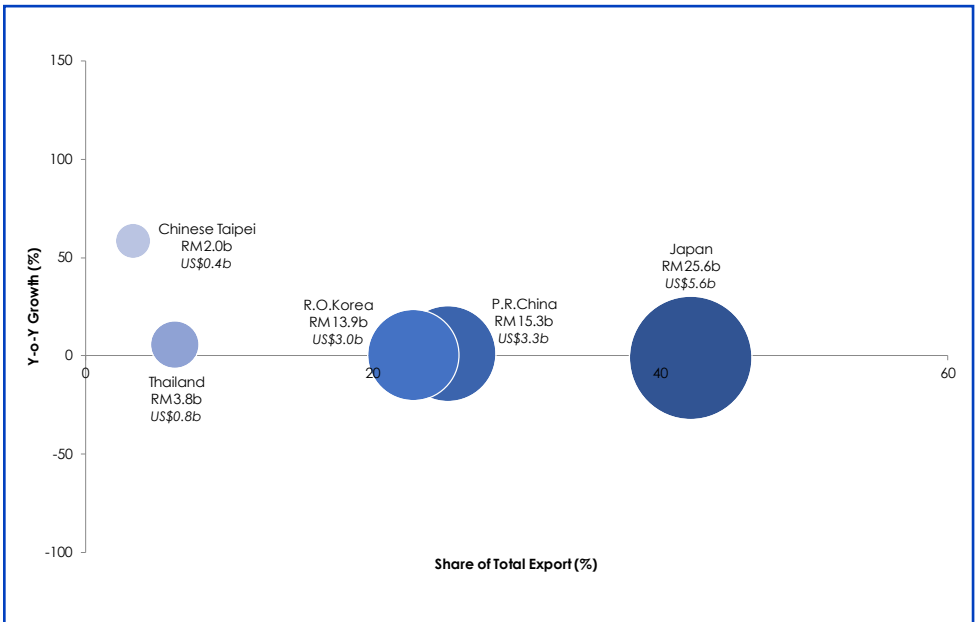 150
100
50
0
-50
-100
Y-o-Y Growth (%)
Chinese Taipei
RM2.0b
US$0.4b
Thailand
RM3.8b
US$0.8b
R.O.Korea
RM13.9b
US$3.0b
P.R.China
RM15.3b
US$3.3b
Japan
RM25.6b
US$5.6b
0
20
40
60
Share of Total Export (%)